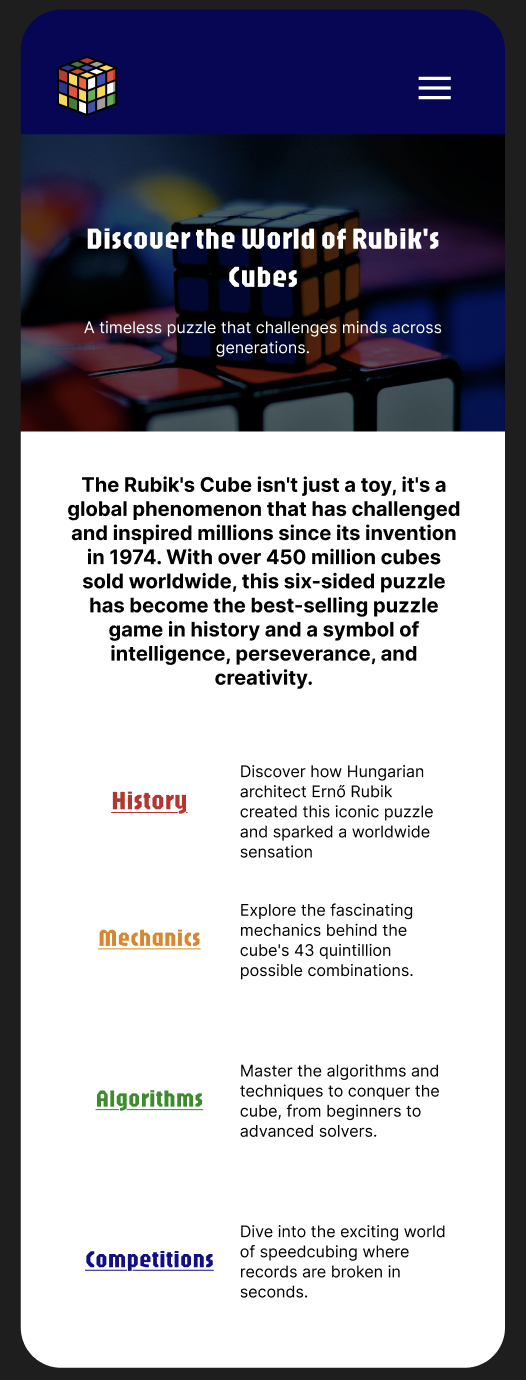 Discover the World of Rubik's
Cubes
A timeless puzzle that challenges minds across
generations.
The Rubik's Cube isn't just a toy, it's a
global phenomenon that has challenged
and inspired millions since its invention
in 1974. With over 450 million cubes
sold worldwide, this six-sided puzzle
has become the best-selling puzzle
game in history and a symbol of
intelligence, perseverance, and
creativity.
History
Discover how Hungarian
architect Ernő Rubik
created this iconic puzzle
and sparked a worldwide
sensation
Mechanics
Explore the fascinating
mechanics behind the
cube's 43 quintillion
possible combinations.
Algorithms
Master the algorithms and
techniques to conquer the
cube, from beginners to
advanced solvers.
Competitions
Dive into the exciting world
of speedcubing where
records are broken in
seconds.